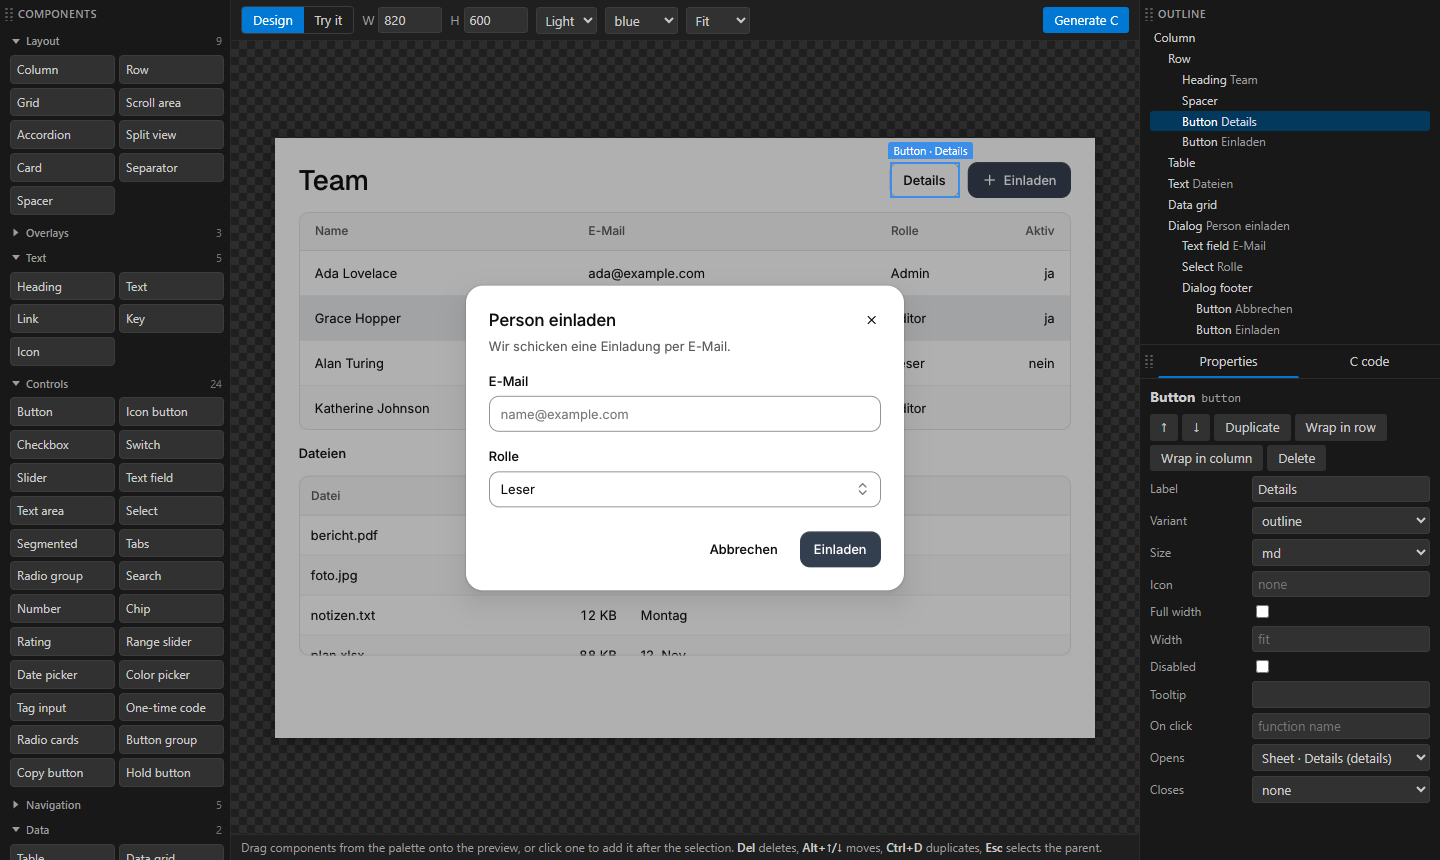 COMPONENTS
Layout 9
Column Row
Grid Scroll area
Accordion Split view
Card Separator
Spacer
Overlays 3
Text 5
Heading Text
Link Key
Icon
Controls 24
Button Icon button
Checkbox Switch
Slider Text field
Text area Select
Segmented Tabs
Radio group Search
Number Chip
Rating Range slider
Date picker Color picker
Tag input One-time code
Radio cards Button group
Copy button Hold button
Navigation 5
Data 2
Table Data grid
Design Try it W 820 H 600 Light blue Fit Generate C
Button · Details
Team Details + Einladen
Name E-Mail Rolle Aktiv
Ada Lovelace ada@example.com Admin ja
Grace Hopper ditor ja
Alan Turing eser nein
Katherine Johnson ditor
Dateien
Datei
bericht.pdf
foto.jpg
notizen.txt 12 KB Montag
plan.xlsx 88 KB 12. Nov
Person einladen
Wir schicken eine Einladung per E-Mail.
E-Mail
name@example.com
Rolle
Leser
Abbrechen Einladen
Drag components from the palette onto the preview, or click one to add it after the selection. Del deletes, Alt+↑/↓ moves, Ctrl+D duplicates, Esc selects the parent.
OUTLINE
Column
Row
Heading Team
Spacer
Button Details
Button Einladen
Table
Text Dateien
Data grid
Dialog Person einladen
Text field E-Mail
Select Rolle
Dialog footer
Button Abbrechen
Button Einladen
Properties C code
Button button
↑ ↓ Duplicate Wrap in row
Wrap in column Delete
Label Details
Variant outline
Size md
Icon none
Full width
Width fit
Disabled
Tooltip
On click function name
Opens Sheet · Details (details)
Closes none